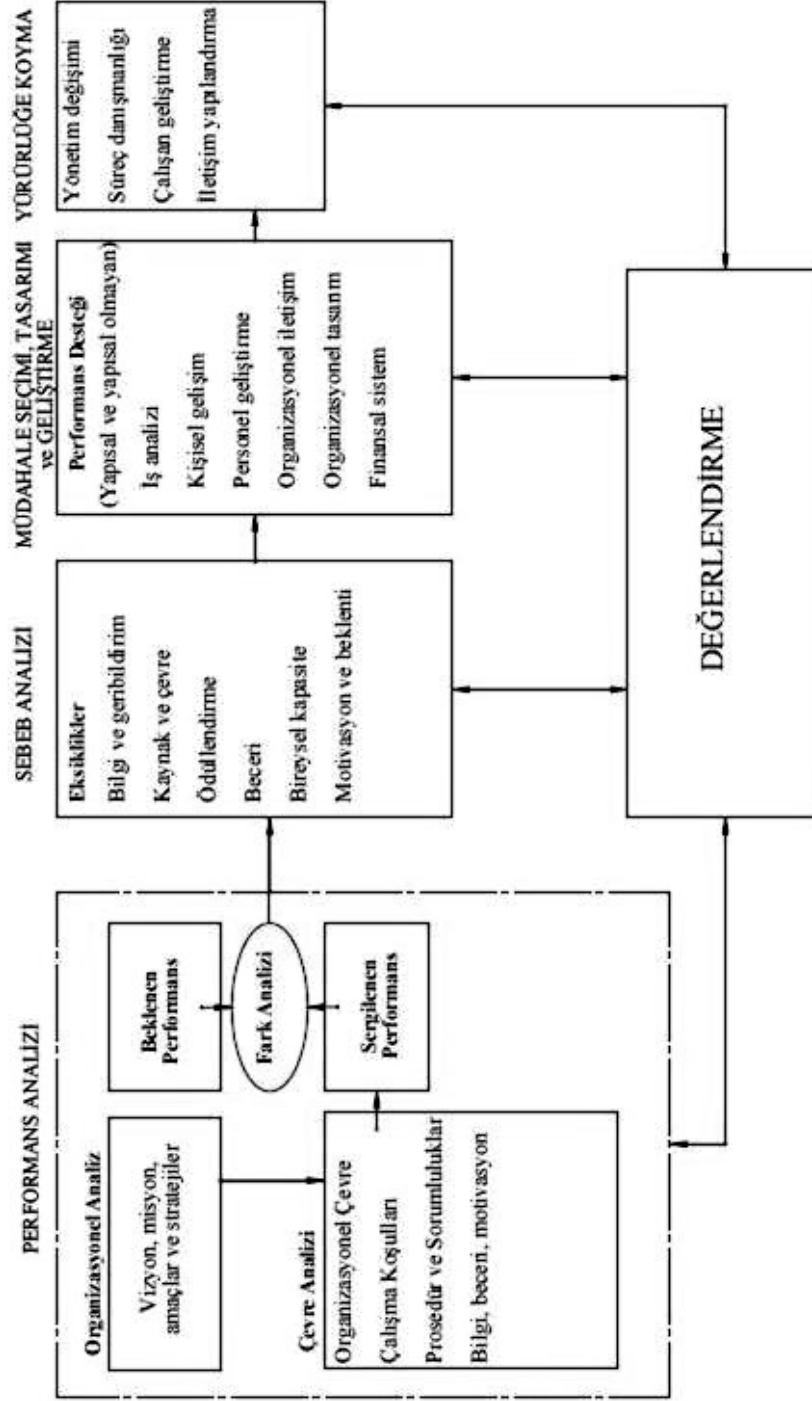 PERFORMANS ANALİZİ
Organizasyonel Analiz
Vizyon, misyon,
amaçlar ve stratejiler
Beklenen
Performans
Fark Analizi
Sergilenen
Performans
Çevre Analizi
Organizasyonel Çevre
Çalışma Koşulları
Prosedür ve Sorumluluklar
Bilgi, beceri, motivasyon
SEBEB ANALİZİ
Eksiklikler
Bilgi ve geribildirim
Kaynak ve çevre
Ödüllendirme
Beceri
Bireysel kapasite
Motivasyon ve beklenti
MÜDAHALE SEÇİMİ, TASARIMI
ve GELİŞTİRME
Performans Desteği
(Yapısal ve yapısal olmayan)
İş analizi
Kişisel gelişim
Personel geliştirme
Organizasyonel iletişim
Organizasyonel tasarım
Finansal sistem
YÜRÜRLÜĞE KOYMA
Yönetim değişimi
Süreç danışmanlığı
Çalışan geliştirme
İletişim yapılandırma
DEĞERLENDİRME